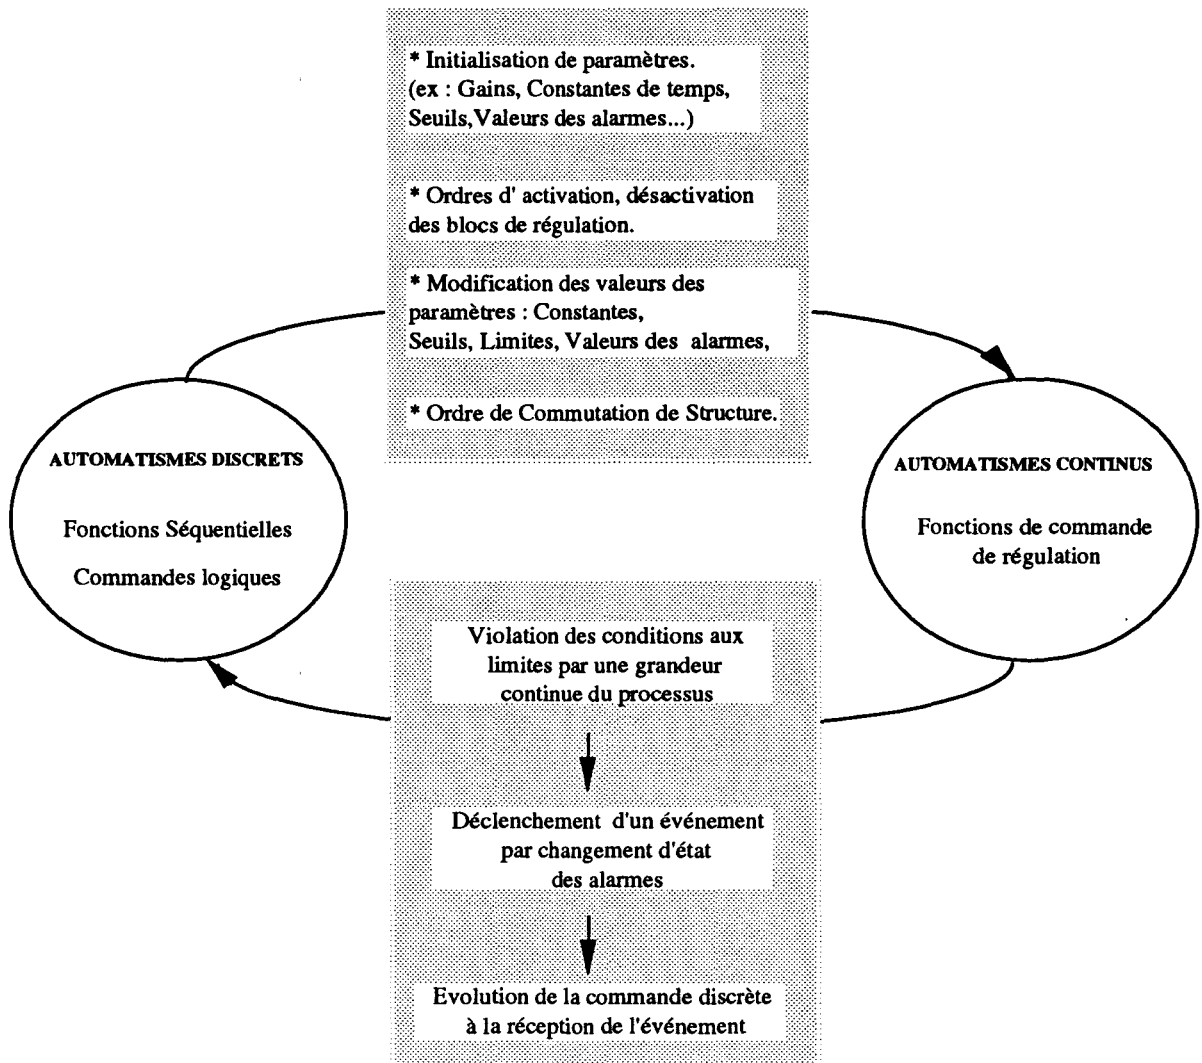 * Initialisation de paramètres.
(ex : Gains, Constantes de temps,
Seuils,Valeurs des alarmes...)
* Ordres d' activation, désactivation
des blocs de régulation.
* Modification des valeurs des
paramètres : Constantes,
Seuils, Limites, Valeurs des alarmes,
* Ordre de Commutation de Structure.
AUTOMATISMES DISCRETS
Fonctions Séquentielles
Commandes logiques
AUTOMATISMES CONTINUS
Fonctions de commande
de régulation
Violation des conditions aux
limites par une grandeur
continue du processus
Déclenchement d'un événement
par changement d'état
des alarmes
Evolution de la commande discrète
à la réception de l'événement